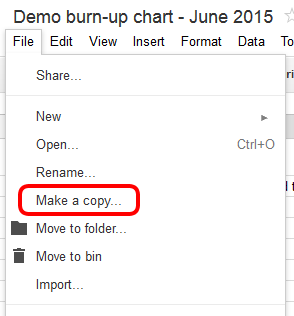 Demo burn-up chart - June 2015
File Edit View Insert Format Data To
Share...
New
Open... Ctrl+O
Rename...
Make a copy...
Move to folder...
Move to bin
Import...